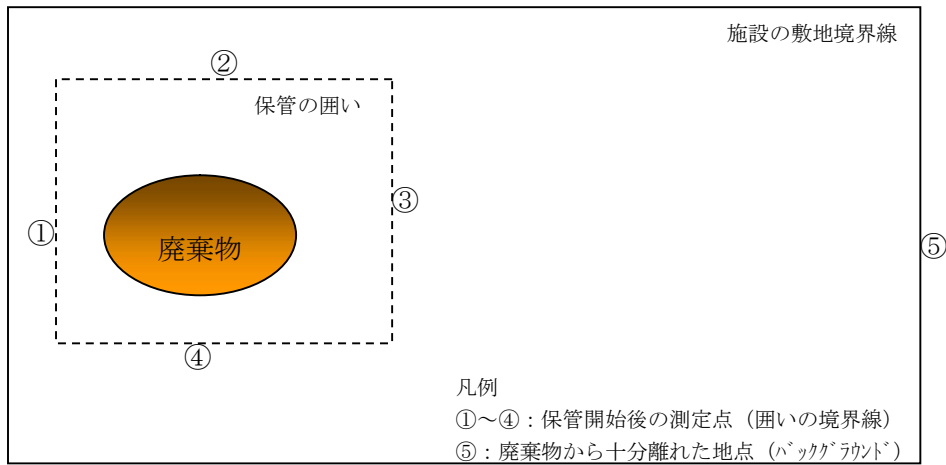 施設の敷地境界線
②
保管の囲い
③
①
廃棄物
⑤
④
凡例
①～④：保管開始後の測定点（囲いの境界線）
⑤：廃棄物から十分離れた地点（ﾊﾞｯｸｸﾞﾗｳﾝﾄﾞ）